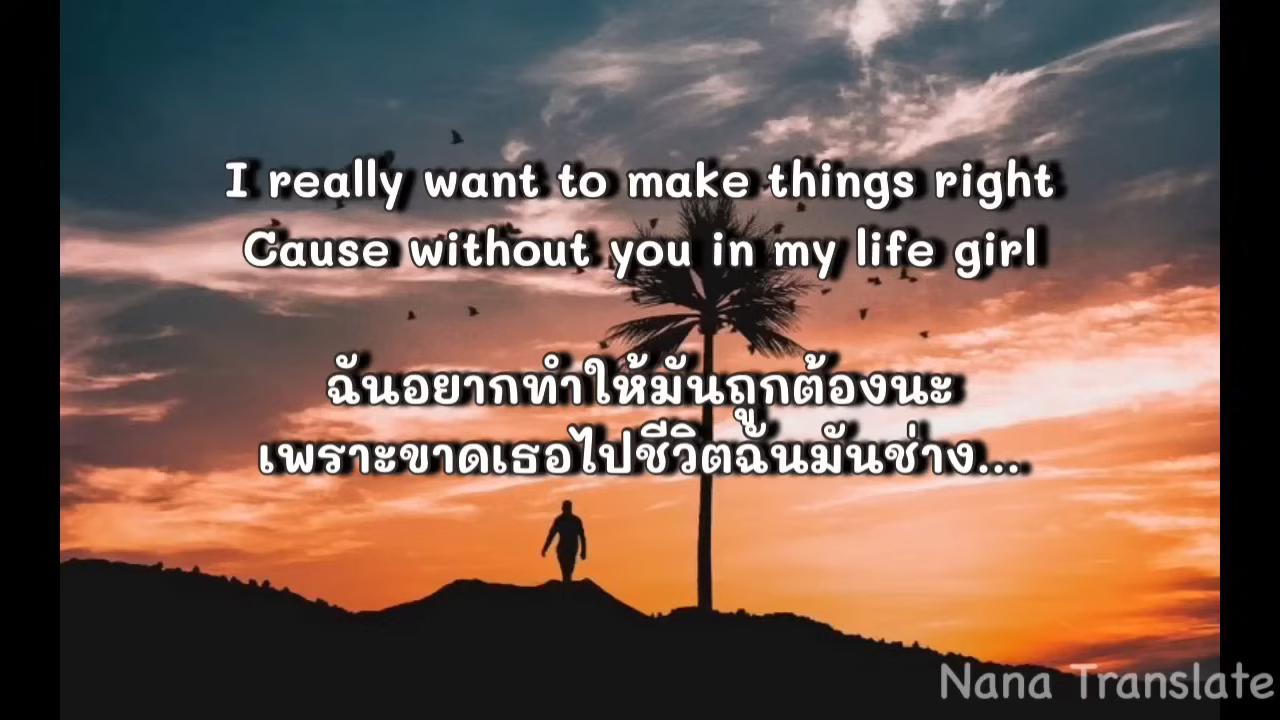 I really want to make things right
Cause without you in my life girl
ฉันอยากทำให้มันถูกต้องนะ
เพราะขาดเธอไปชีวิตฉันมันช่าง...
Nana Translate